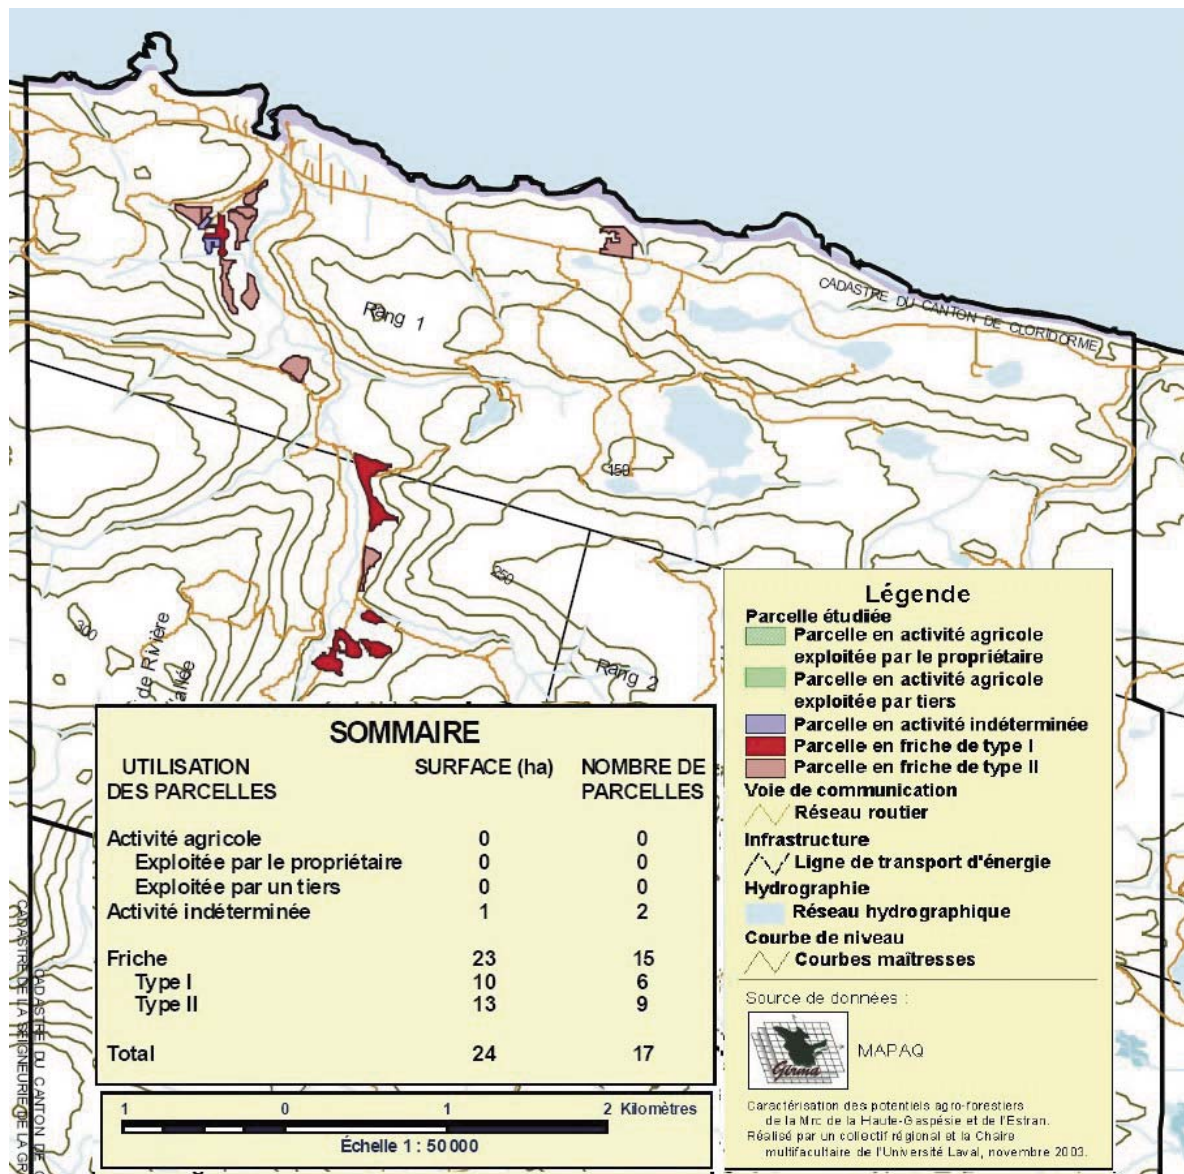 CADASTRE DU CANTON DE CLORIDORME
Rang 1
150
250
300
de Rivière
Rang 2
Légende
Parcelle étudiée
Parcelle en activité agricole
exploitée par le propriétaire
Parcelle en activité agricole
exploitée par tiers
Parcelle en activité indéterminée
Parcelle en friche de type I
Parcelle en friche de type II
Voie de communication
Réseau routier
Infrastructure
Ligne de transport d'énergie
Hydrographie
Réseau hydrographique
Courbe de niveau
Courbes maîtresses
Source de données :
Girma
MAPAQ
Caractérisation des potentiels agro-forestiers
de la Mrc de la Haute-Gaspésie et de l'Estran.
Réalisé par un collectif régional et la Chaire
multifacultaire de l'Université Laval, novembre 2003.
SOMMAIRE
UTILISATION SURFACE (ha) NOMBRE DE
DES PARCELLES PARCELLES
Activité agricole 0 0
Exploitée par le propriétaire 0 0
Exploitée par un tiers 0 0
Activité indéterminée 1 2
Friche 23 15
Type I 10 6
Type II 13 9
Total 24 17
1 0 1 2 Kilomètres
Échelle 1 : 50 000
CADASTRE DU CANTON DE
CADASTRE DE LA SEIGNEURIE DE LA GR